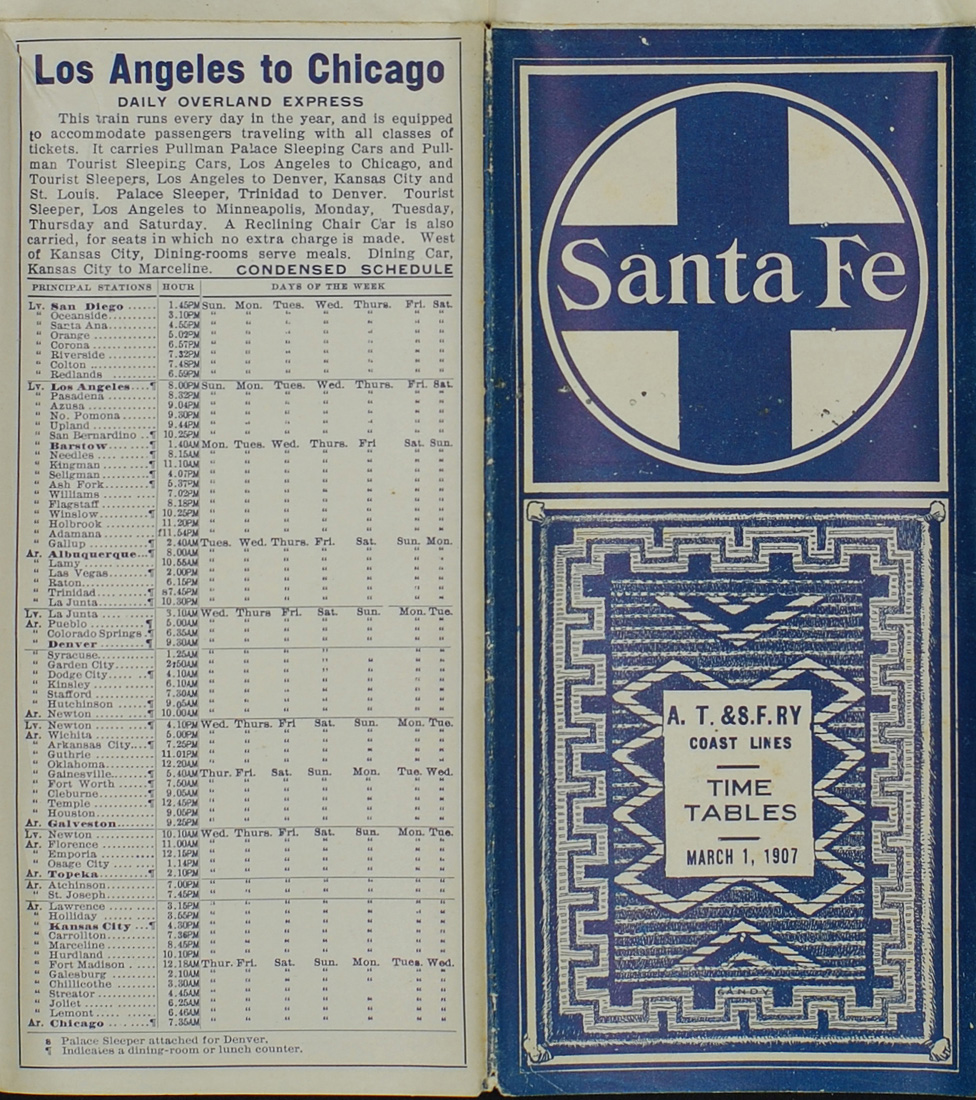 Los Angeles to Chicago
DAILY OVERLAND EXPRESS
This train runs every day in the year, and is equipped
to accommodate passengers traveling with all classes of
tickets. It carries Pullman Palace Sleeping Cars and Pull-
man Tourist Sleeping Cars, Los Angeles to Chicago, and
Tourist Sleepers, Los Angeles to Denver, Kansas City and
St. Louis. Palace Sleeper, Trinidad to Denver. Tourist
Sleeper, Los Angeles to Minneapolis, Monday, Tuesday,
Thursday and Saturday. A Reclining Chair Car is also
carried, for seats in which no extra charge is made. West
of Kansas City, Dining-rooms serve meals. Dining Car,
Kansas City to Marceline. CONDENSED SCHEDULE
PRINCIPAL STATIONS HOUR DAYS OF THE WEEK
Lv. San Diego ...... 1.45PM Sun. Mon. Tues. Wed. Thurs. Fri. Sat.
" Oceanside........ 3.10PM " " " " " " "
" Santa Ana........ 4.55PM " " " " " " "
" Orange .......... 5.02PM " " " " " " "
" Corona .......... 6.57PM " " " " " " "
" Riverside ........ 7.32PM " " " " " " "
" Colton .......... 7.48PM " " " " " " "
" Redlands ........ 6.59PM " " " " " " "
Lv. Los Angeles....¶ 8.00PM Sun. Mon. Tues. Wed. Thurs. Fri. Sat.
" Pasadena ........ 8.32PM " " " " " " "
" Azusa .......... 9.04PM " " " " " " "
" No. Pomona....... 9.30PM " " " " " " "
" Upland .......... 9.44PM " " " " " " "
" San Bernardino ..¶ 10.25PM " " " " " " "
" Barstow........¶ 1.40AM Mon. Tues. Wed. Thurs. Fri Sat. Sun.
" Needles ........¶ 8.15AM " " " " " " "
" Kingman ........¶ 11.10AM " " " " " " "
" Seligman ........¶ 4.07PM " " " " " " "
" Ash Fork........¶ 5.37PM " " " " " " "
" Williams ........ 7.02PM " " " " " " "
" Flagstaff ........ 8.18PM " " " " " " "
" Winslow ........¶ 10.25PM " " " " " " "
" Holbrook ........ 11.20PM " " " " " " "
" Adamana ........ f11.54PM " " " " " " "
" Gallup ........¶ 2.40AM Tues. Wed. Thurs. Fri. Sat. Sun. Mon.
Ar. Albuquerque...¶ 8.00AM " " " " " " "
" Lamy ............ 10.55AM " " " " " " "
" Las Vegas......¶ 2.00PM " " " " " " "
" Raton............ 6.15PM " " " " " " "
" Trinidad ........¶ s7.45PM " " " " " " "
" La Junta ......¶ 10.30PM " " " " " " "
Lv. La Junta ........ 3.10AM Wed. Thurs Fri. Sat. Sun. Mon. Tue.
Ar. Pueblo ........¶ 5.00AM " " " " " " "
" Colorado Springs.¶ 6.35AM " " " " " " "
" Denver ........ 9.30AM " " " " " " "
" Syracuse.......... 1.25AM " " " " " " "
" Garden City....... " " " " " " "
" Dodge City......¶ 4.10AM " " " " " " "
" Kinsley .......... 6.10AM " " " " " " "
" Stafford .......... 7.30AM " " " " " " "
" Hutchinson ......¶ 9.05AM " " " " " " "
Ar. Newton ........¶ 10.00AM " " " " " " "
Lv. Newton ........¶ 4.10PM Wed. Thurs. Fri Sat. Sun. Mon. Tue.
Ar. Wichita .......... 5.00PM " " " " " " "
" Arkansas City....¶ 7.25PM " " " " " " "
" Guthrie .......... 11.01PM " " " " " " "
" Oklahoma.......... 12.20AM " " " " " " "
" Gainesville......¶ 5.40AM Thur. Fri. Sat. Sun. Mon. Tue. Wed.
" Fort Worth ......¶ 7.50AM " " " " " " "
" Cleburne ........¶ 9.05AM " " " " " " "
" Temple ..........¶ 12.45PM " " " " " " "
" Houston.......... 9.05PM " " " " " " "
Ar. Galveston........ 9.25PM " " " " " " "
Lv. Newton .......... 10.10AM Wed. Thurs. Fri. Sat. Sun. Mon. Tue.
Ar. Florence .......... 11.00AM " " " " " " "
" Emporia .......... 12.15PM " " " " " " "
" Osage City ........ 1.14PM " " " " " " "
Ar. Topeka ........¶ 2.10PM " " " " " " "
Ar. Atchinson.......... 7.00PM " " " " " " "
" St. Joseph.......... 7.45PM " " " " " " "
Ar. Lawrence .......... 3.15PM " " " " " " "
" Holliday .......... 3.55PM " " " " " " "
" Kansas City ...¶ 4.30PM " " " " " " "
" Carrollton.......... 7.36PM " " " " " " "
" Marceline .......... 8.45PM " " " " " " "
" Hurdland .......... 10.10PM " " " " " " "
" Fort Madison ...... 12.18AM Thur. Fri. Sat. Sun. Mon. Tues. Wed.
" Galesburg .......... 2.10AM " " " " " " "
" Chillicothe ........ 3.30AM " " " " " " "
" Streator .......... 4.45AM " " " " " " "
" Joliet ............ 6.25AM " " " " " " "
" Lemont .......... 6.46AM " " " " " " "
Ar. Chicago ........¶ 7.35AM " " " " " " "
s Palace Sleeper attached for Denver.
¶ Indicates a dining-room or lunch counter.
Santa Fe
A. T. & S. F. RY
COAST LINES
TIME
TABLES
MARCH 1, 1907
GANDY